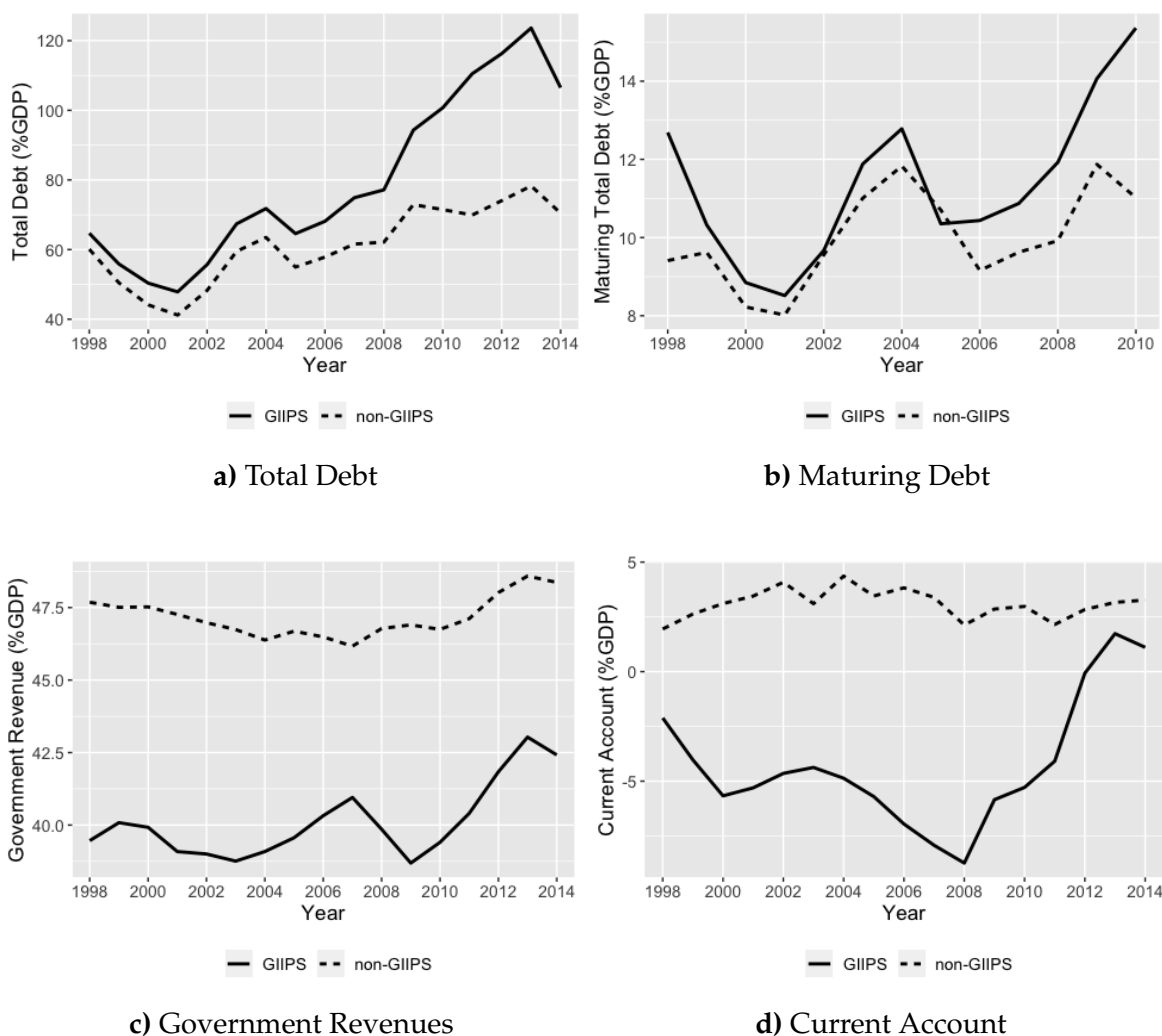 Total Debt (%GDP)
120
100
80
60
40
1998 2000 2002 2004 2006 2008 2010 2012 2014
Year
GIIPS non-GIIPS
a) Total Debt
Maturing Total Debt (%GDP)
14
12
10
8
1998 2000 2002 2004 2006 2008 2010
Year
GIIPS non-GIIPS
b) Maturing Debt
Government Revenue (%GDP)
47.5
45.0
42.5
40.0
1998 2000 2002 2004 2006 2008 2010 2012 2014
Year
GIIPS non-GIIPS
c) Government Revenues
Current Account (%GDP)
5
0
-5
1998 2000 2002 2004 2006 2008 2010 2012 2014
Year
GIIPS non-GIIPS
d) Current Account